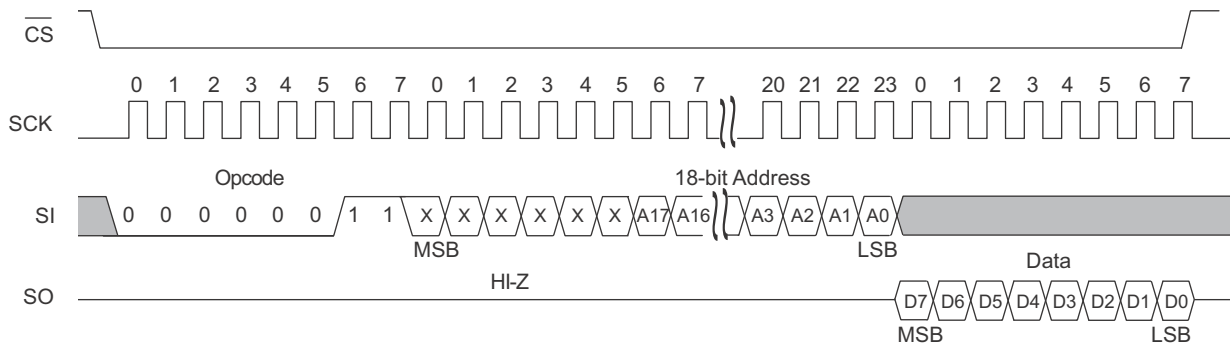 CS
0 1 2 3 4 5 6 7 0 1 2 3 4 5 6 7 20 21 22 23 0 1 2 3 4 5 6 7
SCK
Opcode 18-bit Address
SI 0 0 0 0 0 0 1 1 X X X X X X A17 A16 A3 A2 A1 A0
MSB LSB
HI-Z Data
SO D7 D6 D5 D4 D3 D2 D1 D0
MSB LSB